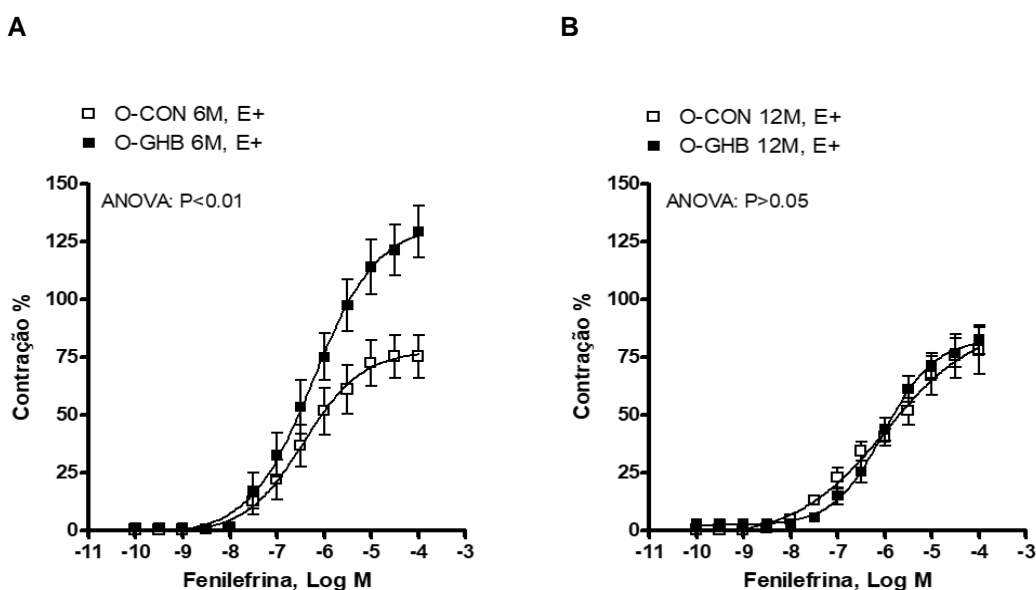 A
O-CON 6M, E+
O-GHB 6M, E+
ANOVA: P<0.01
Contração %
150
125
100
75
50
25
0
-11 -10 -9 -8 -7 -6 -5 -4 -3
Fenilefrina, Log M
B
O-CON 12M, E+
O-GHB 12M, E+
ANOVA: P>0.05
Contração %
150
125
100
75
50
25
0
-11 -10 -9 -8 -7 -6 -5 -4 -3
Fenilefrina, Log M